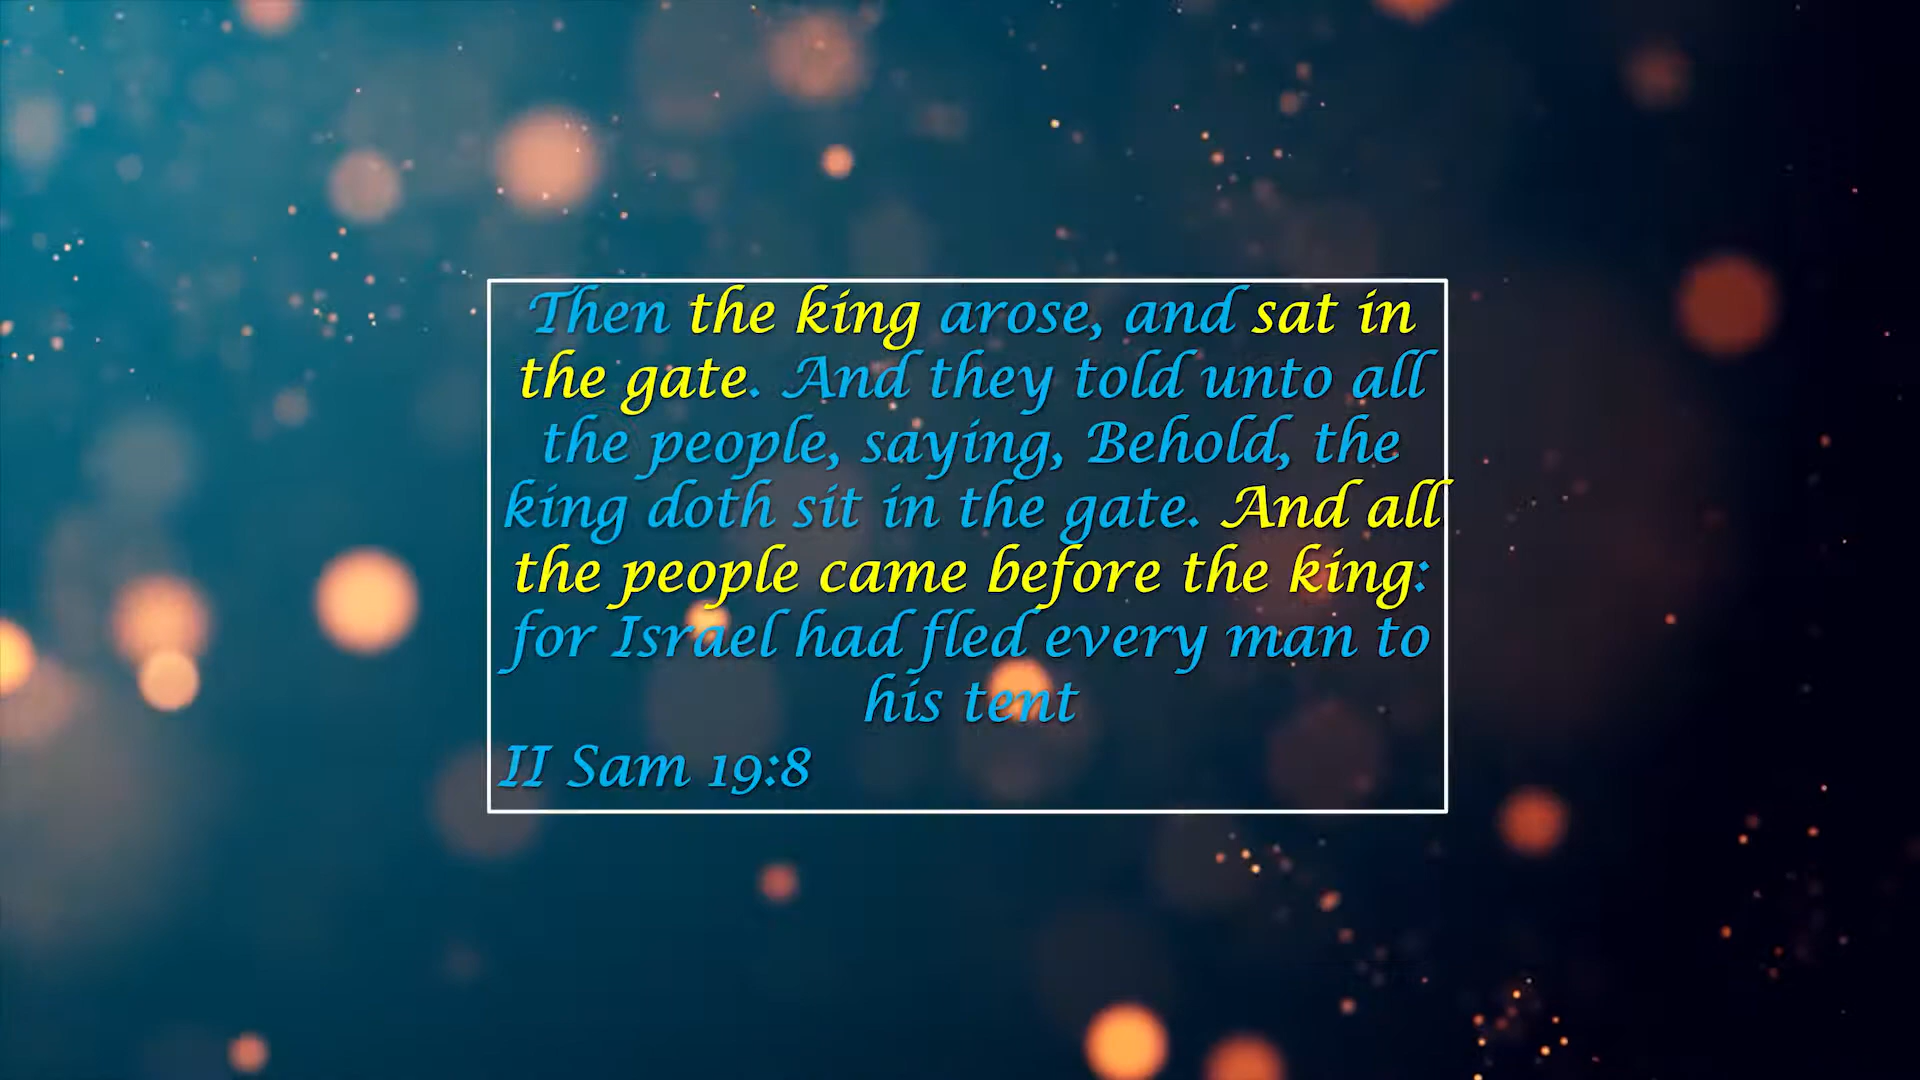 Then the king arose, and sat in
the gate. And they told unto all
the people, saying, Behold, the
king doth sit in the gate. And all
the people came before the king:
for Israel had fled every man to
his tent
II Sam 19:8